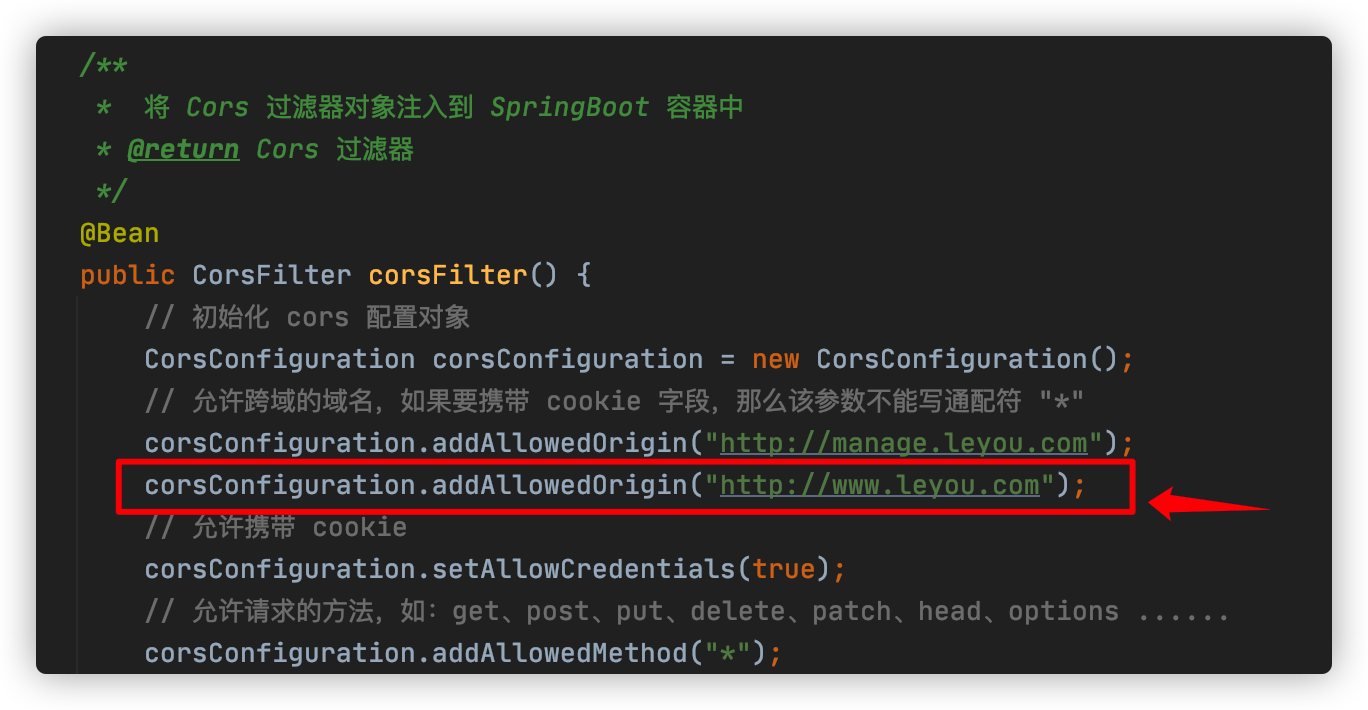 /**
 *  将 Cors 过滤器对象注入到 SpringBoot 容器中
 * @return Cors 过滤器
 */
@Bean
public CorsFilter corsFilter() {
    // 初始化 cors 配置对象
    CorsConfiguration corsConfiguration = new CorsConfiguration();
    // 允许跨域的域名，如果要携带 cookie 字段，那么该参数不能写通配符 "*"
    corsConfiguration.addAllowedOrigin("http://manage.leyou.com");
    corsConfiguration.addAllowedOrigin("http://www.leyou.com");
    // 允许携带 cookie
    corsConfiguration.setAllowCredentials(true);
    // 允许请求的方法，如：get、post、put、delete、patch、head、options ......
    corsConfiguration.addAllowedMethod("*");